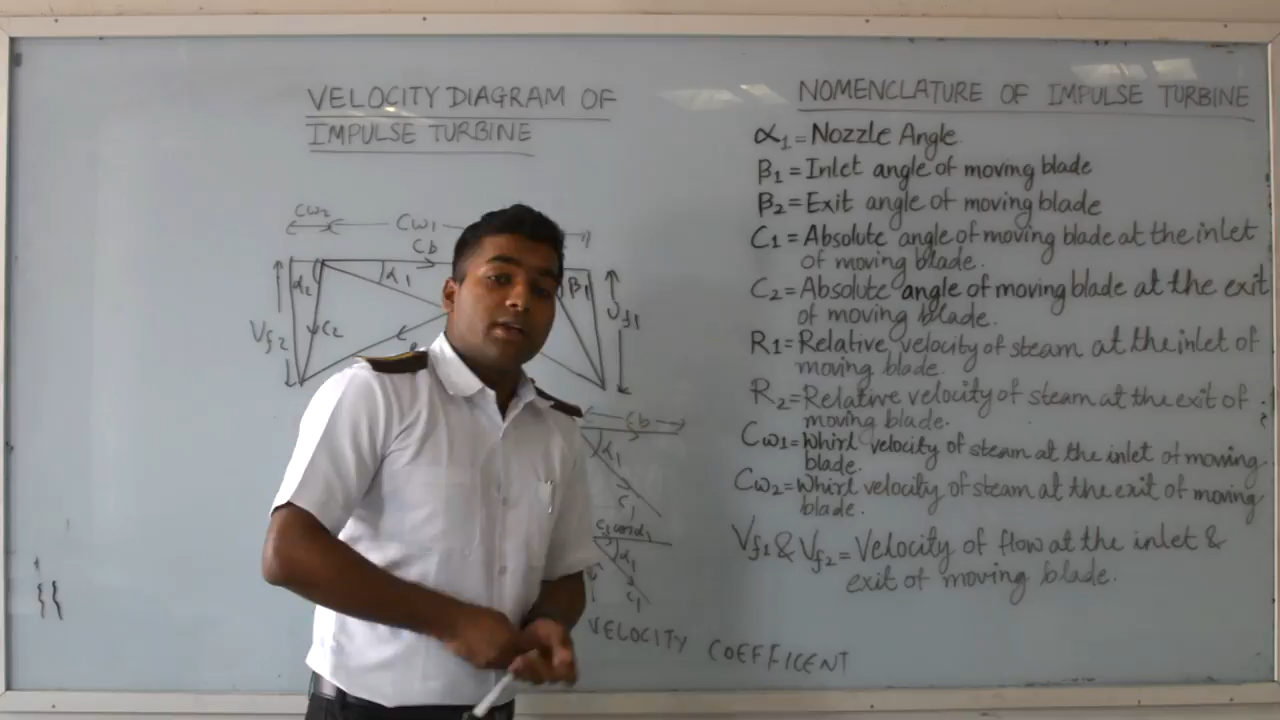 VELOCITY DIAGRAM OF
IMPULSE TURBINE
Cw2
Cw1
Cb
α2
α1
β1
Vf2
C2
Vf1
Cb
α1
C1
C1 cosα1
α1
C1
VELOCITY COEFFICENT
NOMENCLATURE OF IMPULSE TURBINE
α1 = Nozzle Angle.
β1 = Inlet angle of moving blade
β2 = Exit angle of moving blade
C1 = Absolute angle of moving blade at the inlet
of moving blade.
C2 = Absolute angle of moving blade at the exit
of moving blade.
R1 = Relative velocity of steam at the inlet of
moving blade.
R2 = Relative velocity of steam at the exit of
moving blade.
Cw1 = Whirl velocity of steam at the inlet of moving
blade.
Cw2 = Whirl velocity of steam at the exit of moving
blade.
Vf1 & Vf2 = Velocity of flow at the inlet &
exit of moving blade.